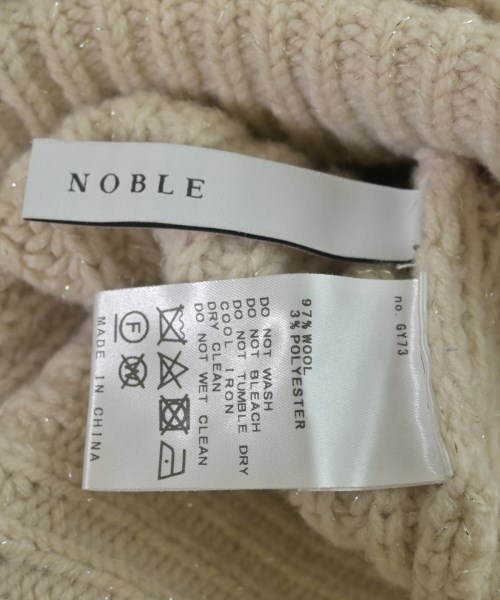 NOBLE
no. GY73
97% WOOL
3% POLYESTER
DO NOT WASH
DO NOT BLEACH
DO NOT TUMBLE DRY
COOL IRON
DRY CLEAN
DO NOT WET CLEAN
F W
MADE IN CHINA